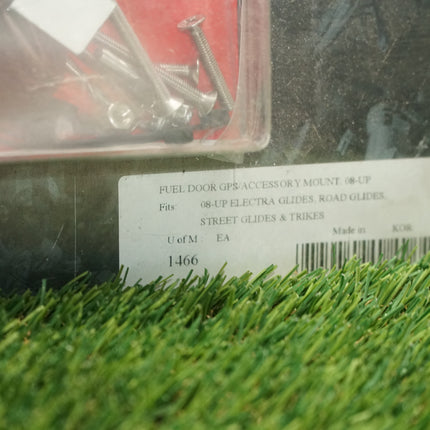 FUEL DOOR GPS/ACCESSORY MOUNT. 08-UP
Fits: 08-UP ELECTRA GLIDES, ROAD GLIDES,
STREET GLIDES & TRIKES
U of M : EA Made in KOR
1466